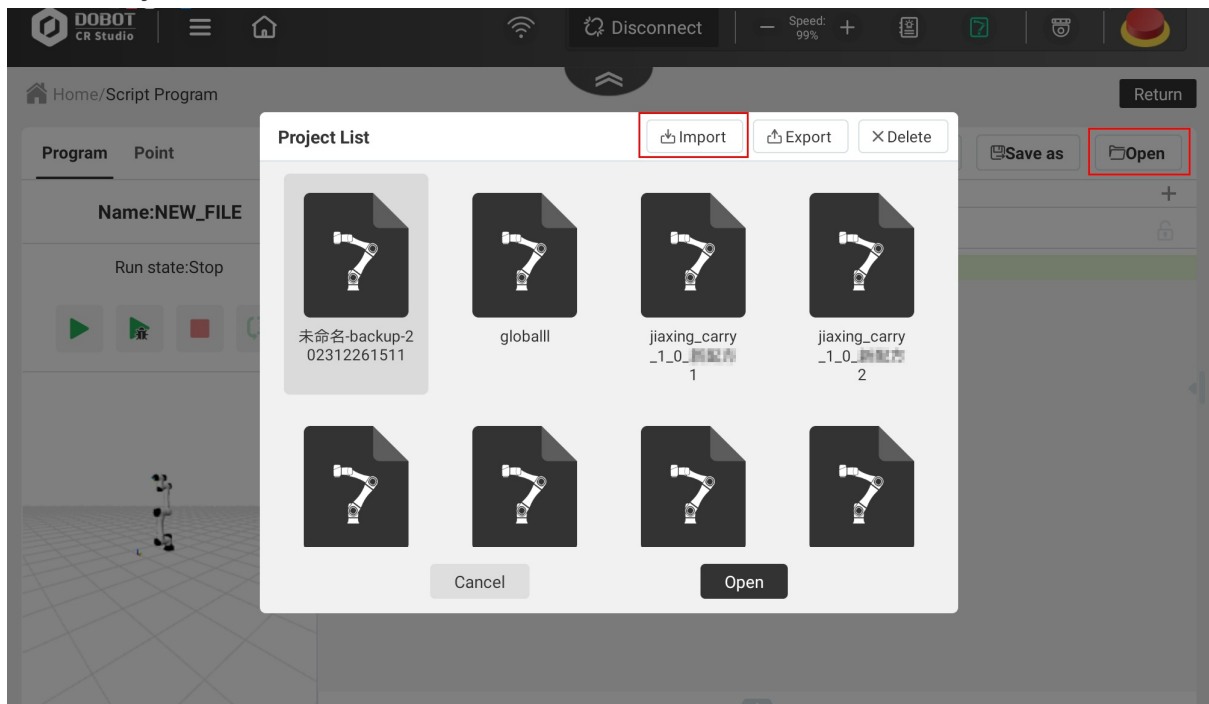 DOBOT
CR Studio
Disconnect
Speed:
99%
Home/Script Program
Return
Project List
Import
Export
Delete
Program
Point
Save as
Open
Name:NEW_FILE
Run state:Stop
未命名-backup-2
02312261511
globalll
jiaxing_carry
_1_0_
1
jiaxing_carry
_1_0_
2
Cancel
Open